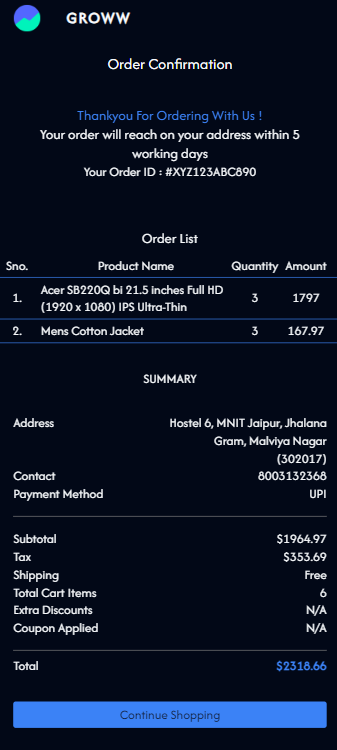 GROWW
Order Confirmation
Thankyou For Ordering With Us !
Your order will reach on your address within 5
working days
Your Order ID : #XYZ123ABC890
Order List
Sno. Product Name Quantity Amount
1. Acer SB220Q bi 21.5 inches Full HD 3 1797
(1920 x 1080) IPS Ultra-Thin
2. Mens Cotton Jacket 3 167.97
SUMMARY
Address Hostel 6, MNIT Jaipur, Jhalana
Gram, Malviya Nagar
(302017)
Contact 8003132368
Payment Method UPI
Subtotal $1964.97
Tax $353.69
Shipping Free
Total Cart Items 6
Extra Discounts N/A
Coupon Applied N/A
Total $2318.66
Continue Shopping